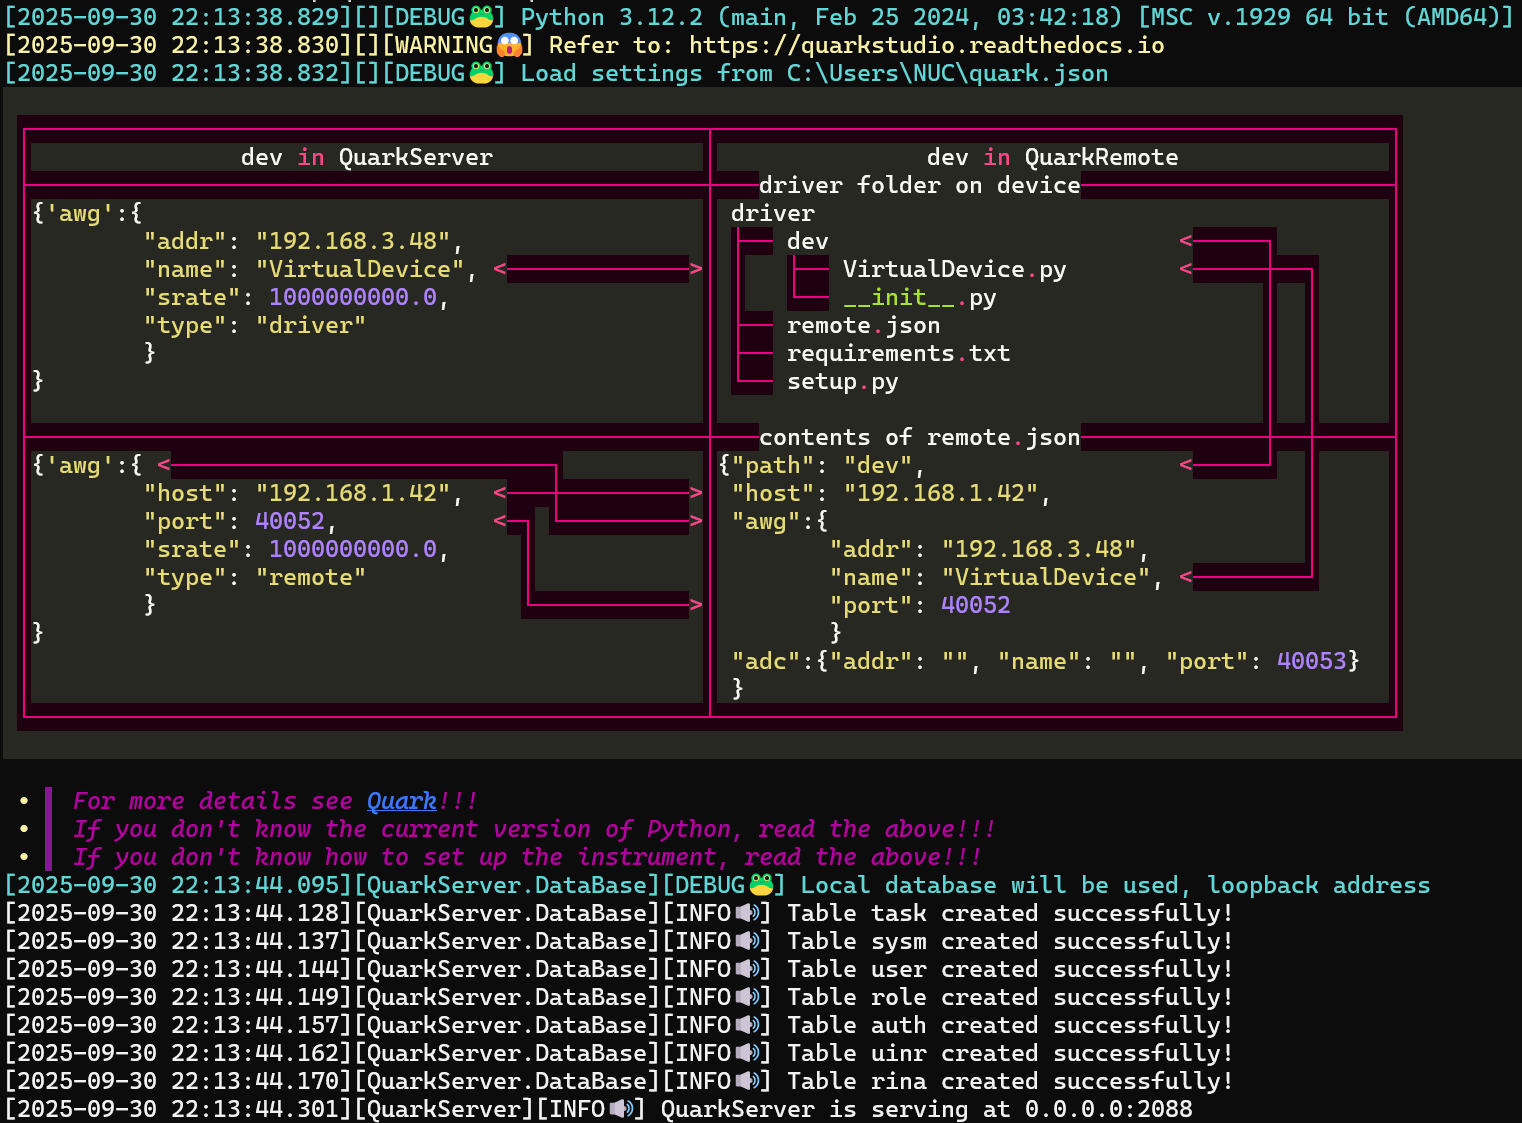 [2025-09-30 22:13:38.829][][DEBUG🐸] Python 3.12.2 (main, Feb 25 2024, 03:42:18) [MSC v.1929 64 bit (AMD64)]
[2025-09-30 22:13:38.830][][WARNING😱] Refer to: https://quarkstudio.readthedocs.io
[2025-09-30 22:13:38.832][][DEBUG🐸] Load settings from C:\Users\NUC\quark.json
dev in QuarkServer
{'awg':{
"addr": "192.168.3.48",
"name": "VirtualDevice", <────>
"srate": 1000000000.0,
"type": "driver"
}
}
{'awg':{ <
"host": "192.168.1.42", <────>
"port": 40052, < >
"srate": 1000000000.0,
"type": "remote"
} >
}
dev in QuarkRemote
driver folder on device
driver
├── dev <
├── VirtualDevice.py <
└── __init__.py
├── remote.json
├── requirements.txt
└── setup.py
contents of remote.json
{"path": "dev", <
"host": "192.168.1.42",
"awg":{
"addr": "192.168.3.48",
"name": "VirtualDevice", <
"port": 40052
}
"adc":{"addr": "", "name": "", "port": 40053}
}
• For more details see Quark!!!
• If you don't know the current version of Python, read the above!!!
• If you don't know how to set up the instrument, read the above!!!
[2025-09-30 22:13:44.095][QuarkServer.DataBase][DEBUG🐸] Local database will be used, loopback address
[2025-09-30 22:13:44.128][QuarkServer.DataBase][INFO🔊] Table task created successfully!
[2025-09-30 22:13:44.137][QuarkServer.DataBase][INFO🔊] Table sysm created successfully!
[2025-09-30 22:13:44.144][QuarkServer.DataBase][INFO🔊] Table user created successfully!
[2025-09-30 22:13:44.149][QuarkServer.DataBase][INFO🔊] Table role created successfully!
[2025-09-30 22:13:44.157][QuarkServer.DataBase][INFO🔊] Table auth created successfully!
[2025-09-30 22:13:44.162][QuarkServer.DataBase][INFO🔊] Table uinr created successfully!
[2025-09-30 22:13:44.170][QuarkServer.DataBase][INFO🔊] Table rina created successfully!
[2025-09-30 22:13:44.301][QuarkServer][INFO🔊] QuarkServer is serving at 0.0.0.0:2088